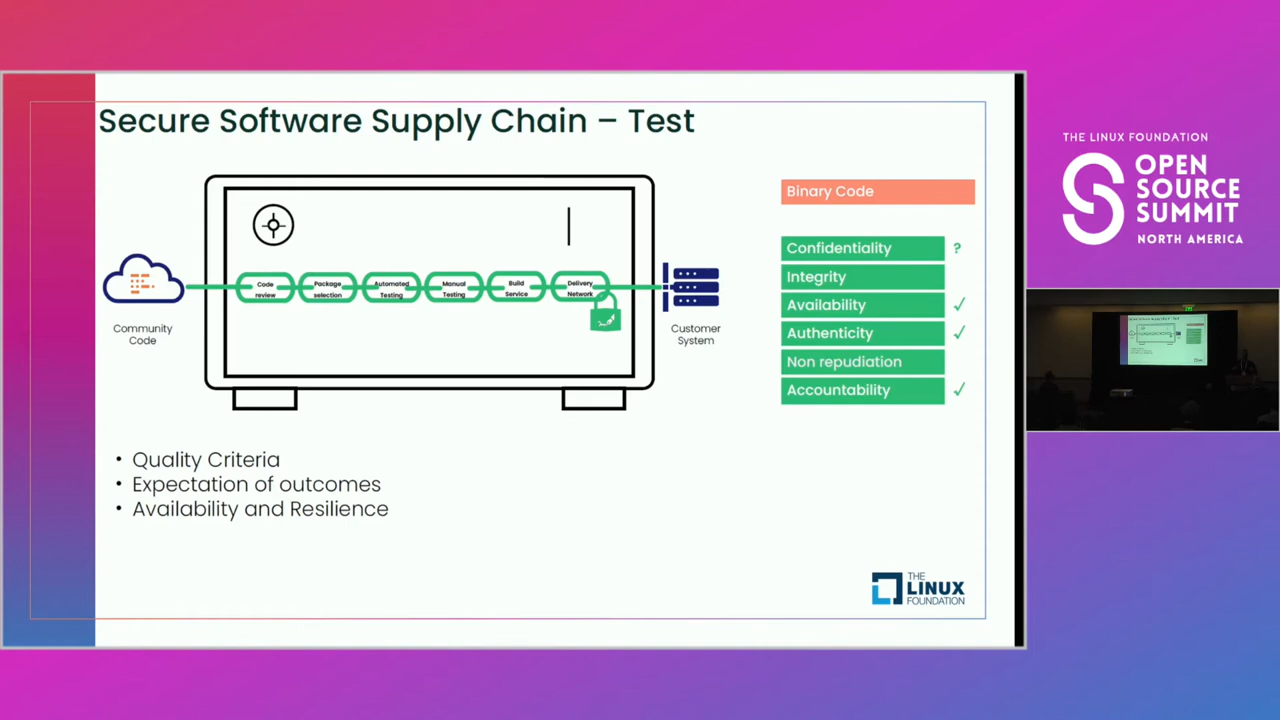 Secure Software Supply Chain – Test
Community
Code
Code
review
Package
selection
Automated
Testing
Manual
Testing
Build
Service
Delivery
Network
Customer
System
Binary Code
Confidentiality ?
Integrity
Availability ✓
Authenticity ✓
Non repudiation
Accountability ✓
• Quality Criteria
• Expectation of outcomes
• Availability and Resilience
THE
LINUX
FOUNDATION
THE LINUX FOUNDATION
OPEN
SOURCE
SUMMIT
NORTH AMERICA